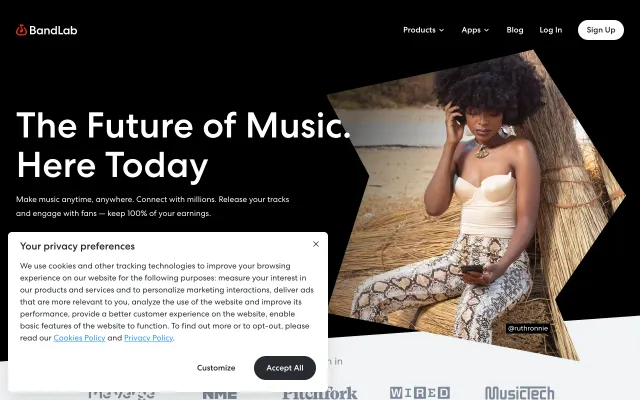 BandLab
Products
Apps
Blog
Log In
Sign Up
The Future of Music.
Here Today
Make music anytime, anywhere. Connect with millions. Release your tracks
and engage with fans — keep 100% of your earnings.
Your privacy preferences
We use cookies and other tracking technologies to improve your browsing
experience on our website for the following purposes: measure your interest in
our products and services and to personalize marketing interactions, deliver ads
that are more relevant to you, analyze the use of the website and improve its
performance, provide a better customer experience on the website, enable
basic features of the website to function. To find out more or to opt-out, please
read our Cookies Policy and Privacy Policy.
Customize
Accept All
@ruthronnie
in
NME
Pitchfork
WIRED
MusicTech